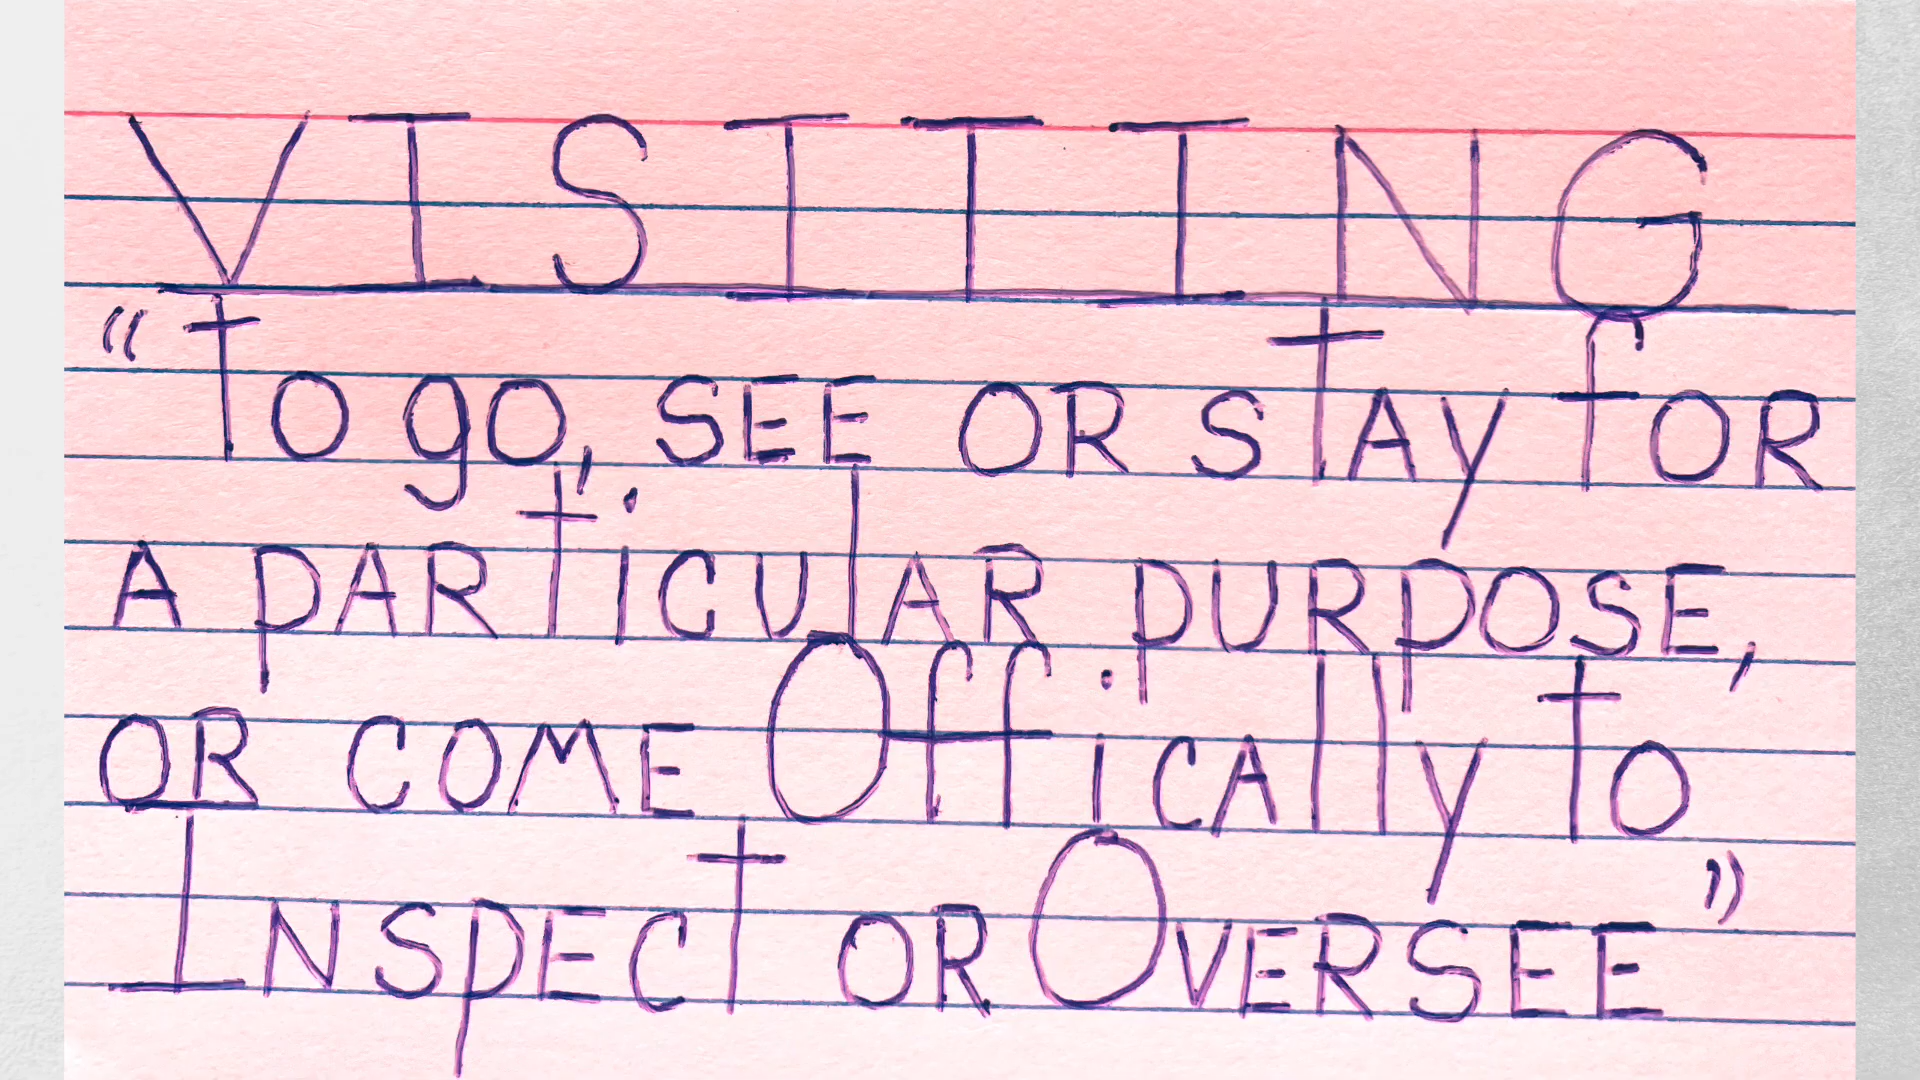 VISITING
“to go, SEE OR StAy foR
A pARticulAR puRpOSE,
OR COME OfficAlly to
InspEct OR OVERSEE”